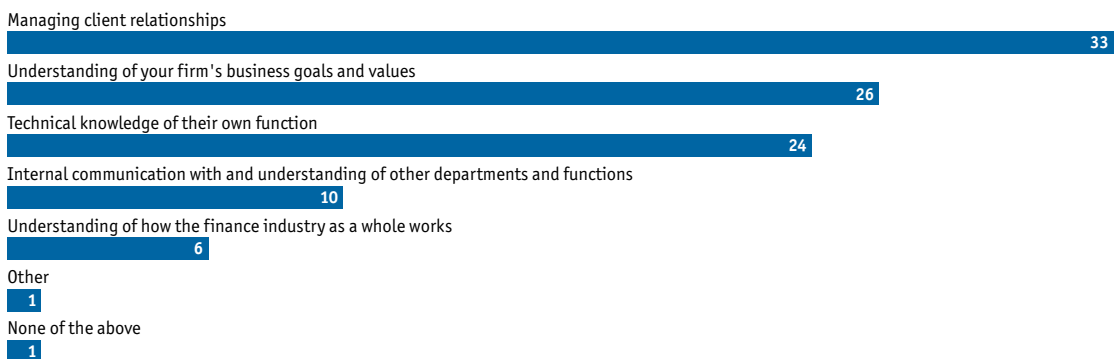 Managing client relationships
33
Understanding of your firm's business goals and values
26
Technical knowledge of their own function
24
Internal communication with and understanding of other departments and functions
10
Understanding of how the finance industry as a whole works
6
Other
1
None of the above
1